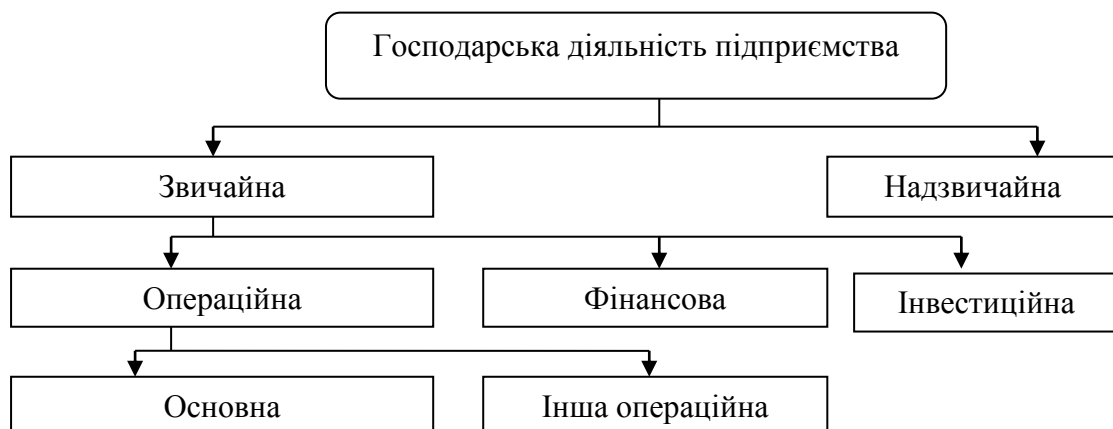 Господарська діяльність підприємства
Звичайна
Надзвичайна
Операційна
Фінансова
Інвестиційна
Основна
Інша операційна